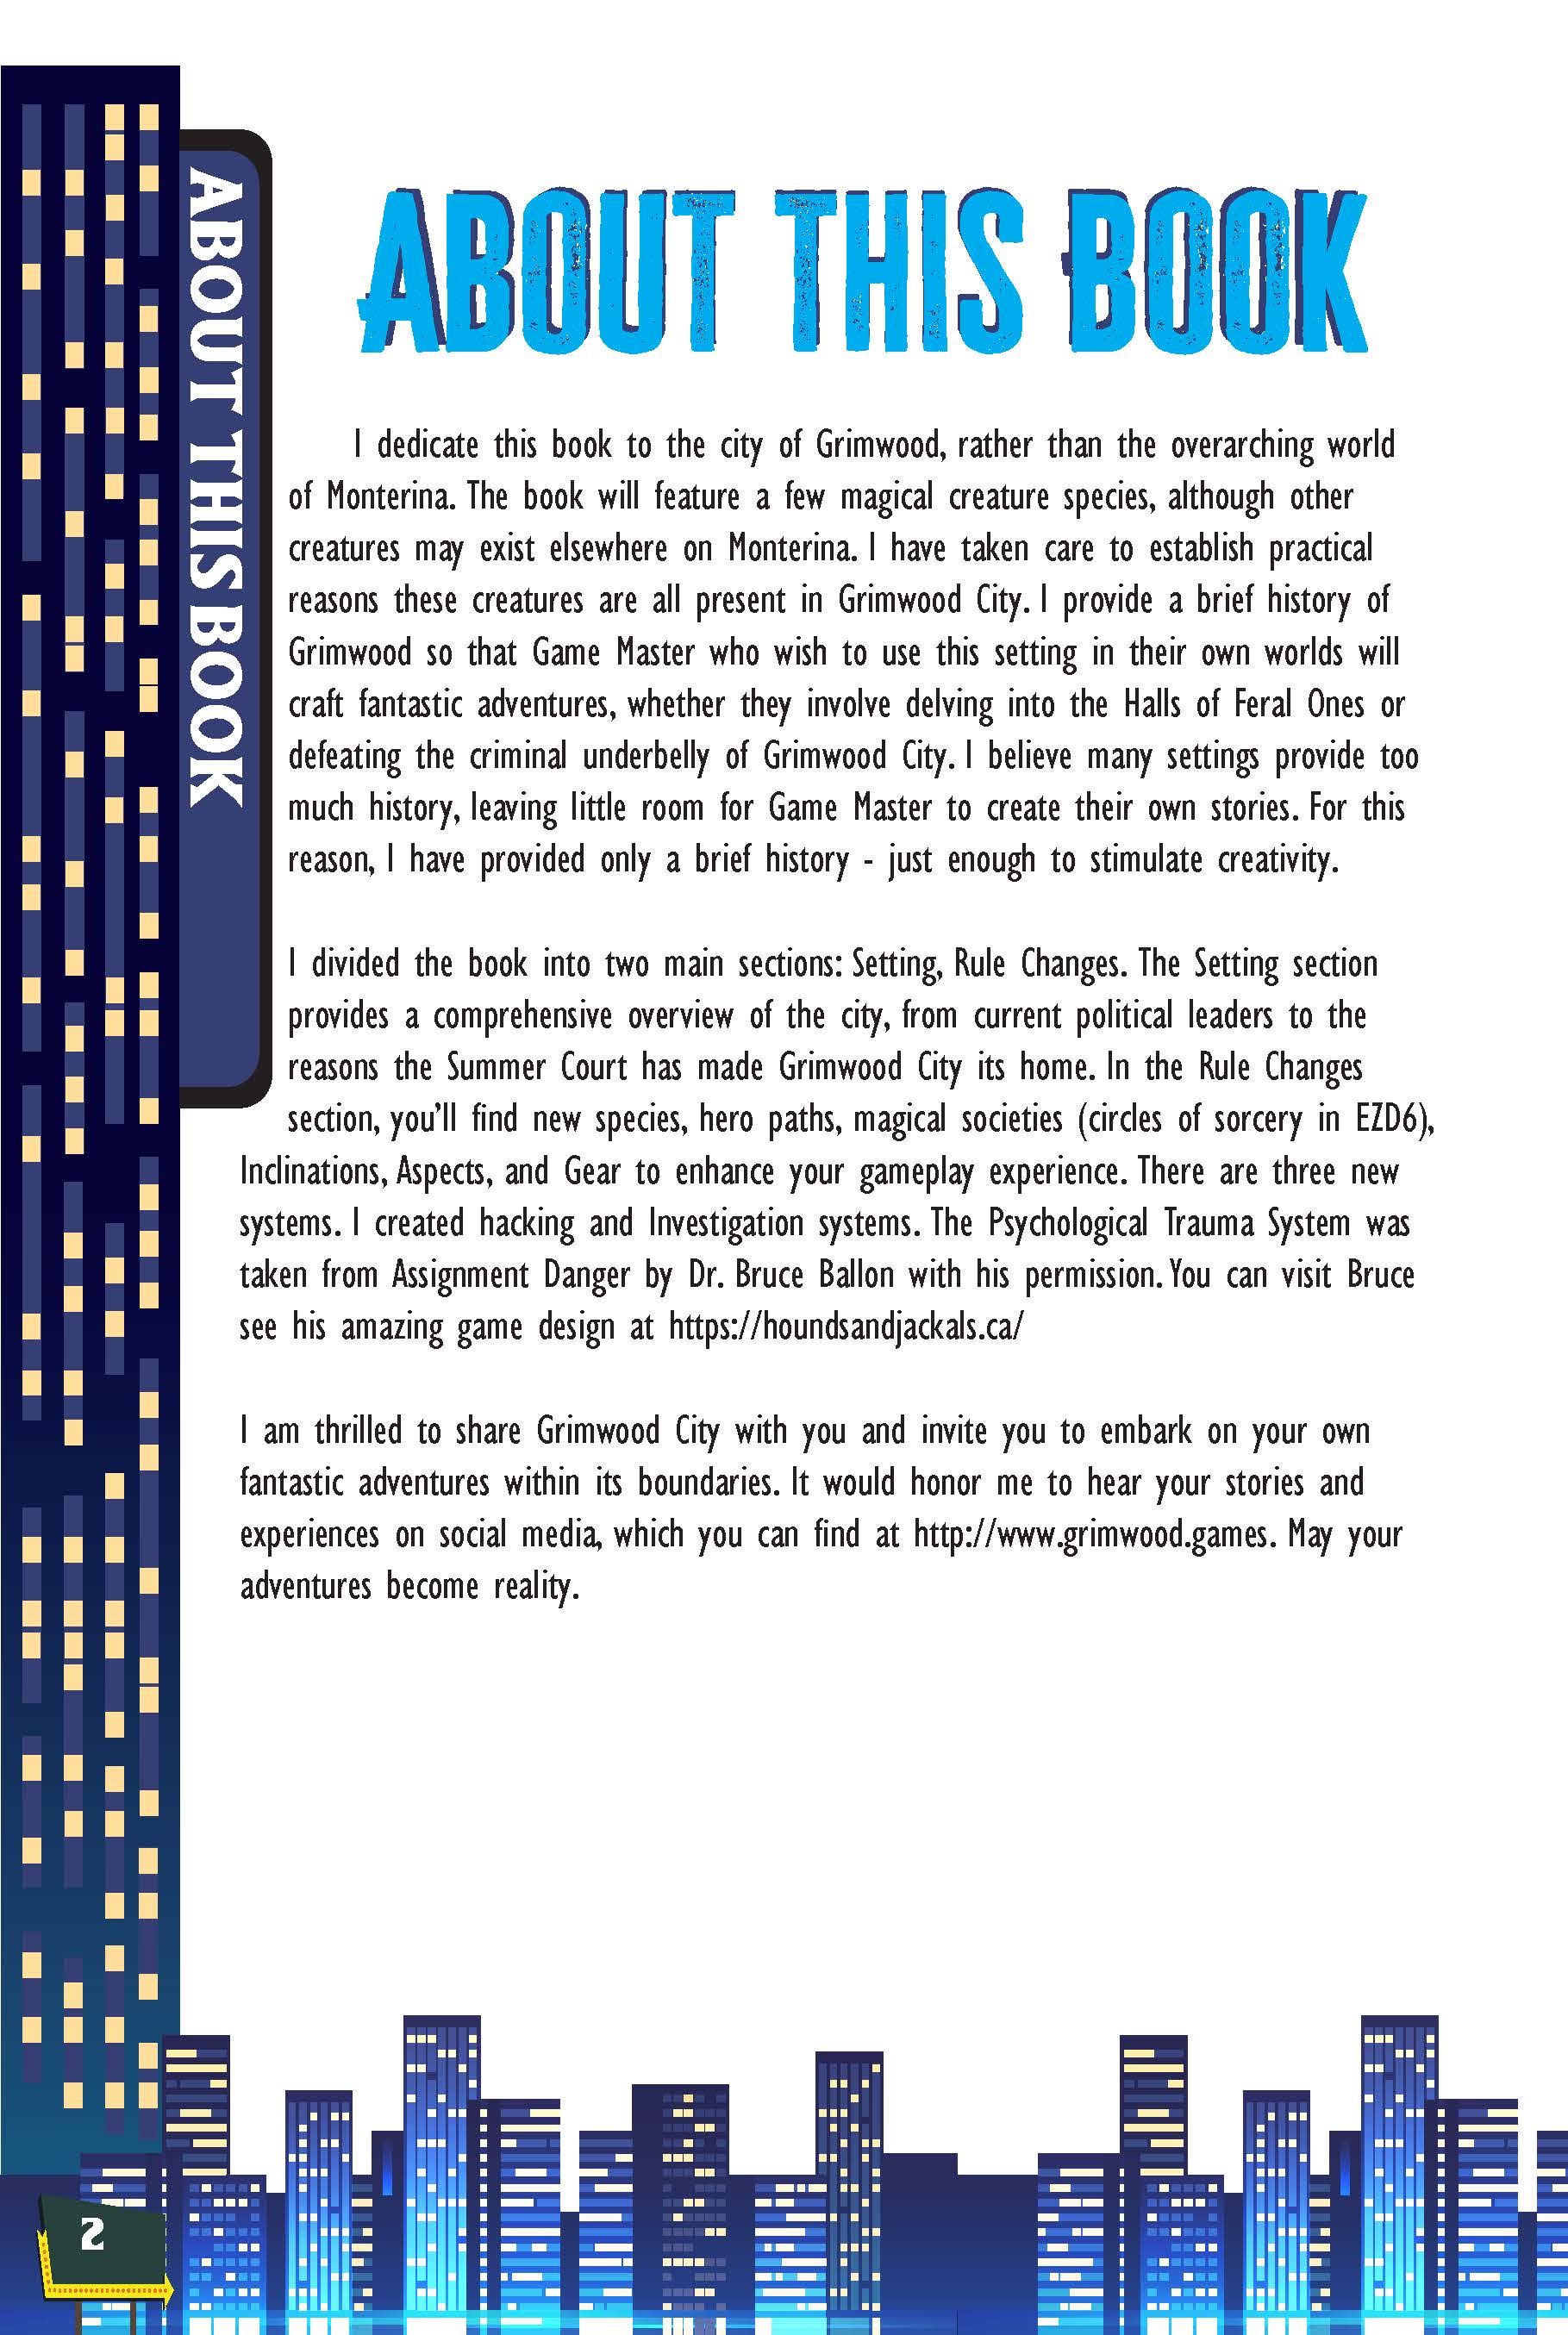 ABOUT THIS BOOK
ABOUT THIS BOOK
I dedicate this book to the city of Grimwood, rather than the overarching world
of Monterina. The book will feature a few magical creature species, although other
creatures may exist elsewhere on Monterina. I have taken care to establish practical
reasons these creatures are all present in Grimwood City. I provide a brief history of
Grimwood so that Game Master who wish to use this setting in their own worlds will
craft fantastic adventures, whether they involve delving into the Halls of Feral Ones or
defeating the criminal underbelly of Grimwood City. I believe many settings provide too
much history, leaving little room for Game Master to create their own stories. For this
reason, I have provided only a brief history - just enough to stimulate creativity.
I divided the book into two main sections: Setting, Rule Changes. The Setting section
provides a comprehensive overview of the city, from current political leaders to the
reasons the Summer Court has made Grimwood City its home. In the Rule Changes
section, you'll find new species, hero paths, magical societies (circles of sorcery in EZD6),
Inclinations, Aspects, and Gear to enhance your gameplay experience. There are three new
systems. I created hacking and Investigation systems. The Psychological Trauma System was
taken from Assignment Danger by Dr. Bruce Ballon with his permission. You can visit Bruce
see his amazing game design at https://houndsandjackals.ca/
I am thrilled to share Grimwood City with you and invite you to embark on your own
fantastic adventures within its boundaries. It would honor me to hear your stories and
experiences on social media, which you can find at http://www.grimwood.games. May your
adventures become reality.
2